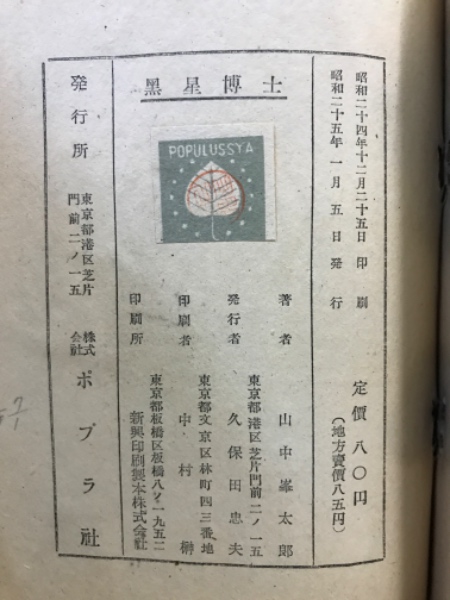 黒星博士
POPULUSSYA
昭和二十四年十二月二十五日印刷
昭和二十五年一月五日発行
定價八〇円
(地方賣價八五円)
著者 山中峯太郎
東京都港区芝片門前二ノ一五
発行者 久保田忠夫
東京都文京区林町四三番地
印刷者 中村榊
東京都板橋区板橋八ノ一九五二
印刷所 新興印刷製本株式会社
発行所 東京都港区芝片門前二ノ一五
株式会社 ポプラ社